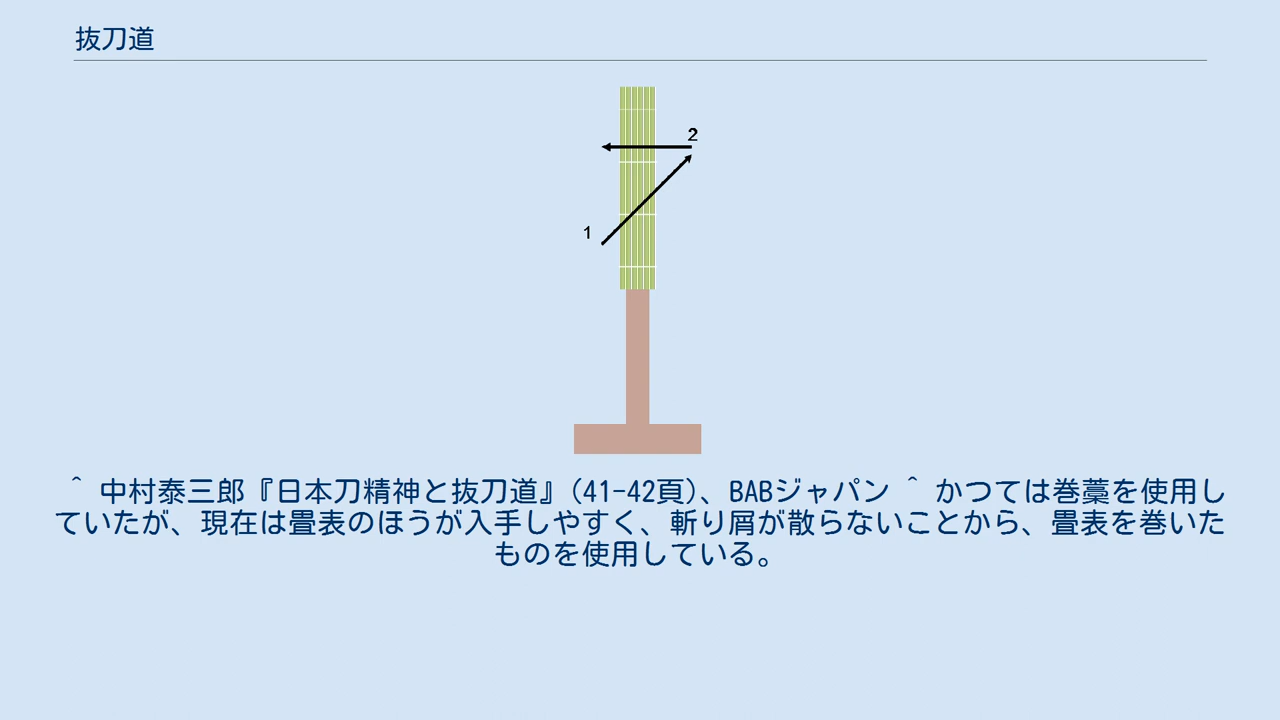 抜刀道
2
1
^ 中村泰三郎『日本刀精神と抜刀道』(41-42頁)、BABジャパン ^ かつては巻藁を使用し
ていたが、現在は畳表のほうが入手しやすく、斬り屑が散らないことから、畳表を巻いた
ものを使用している。